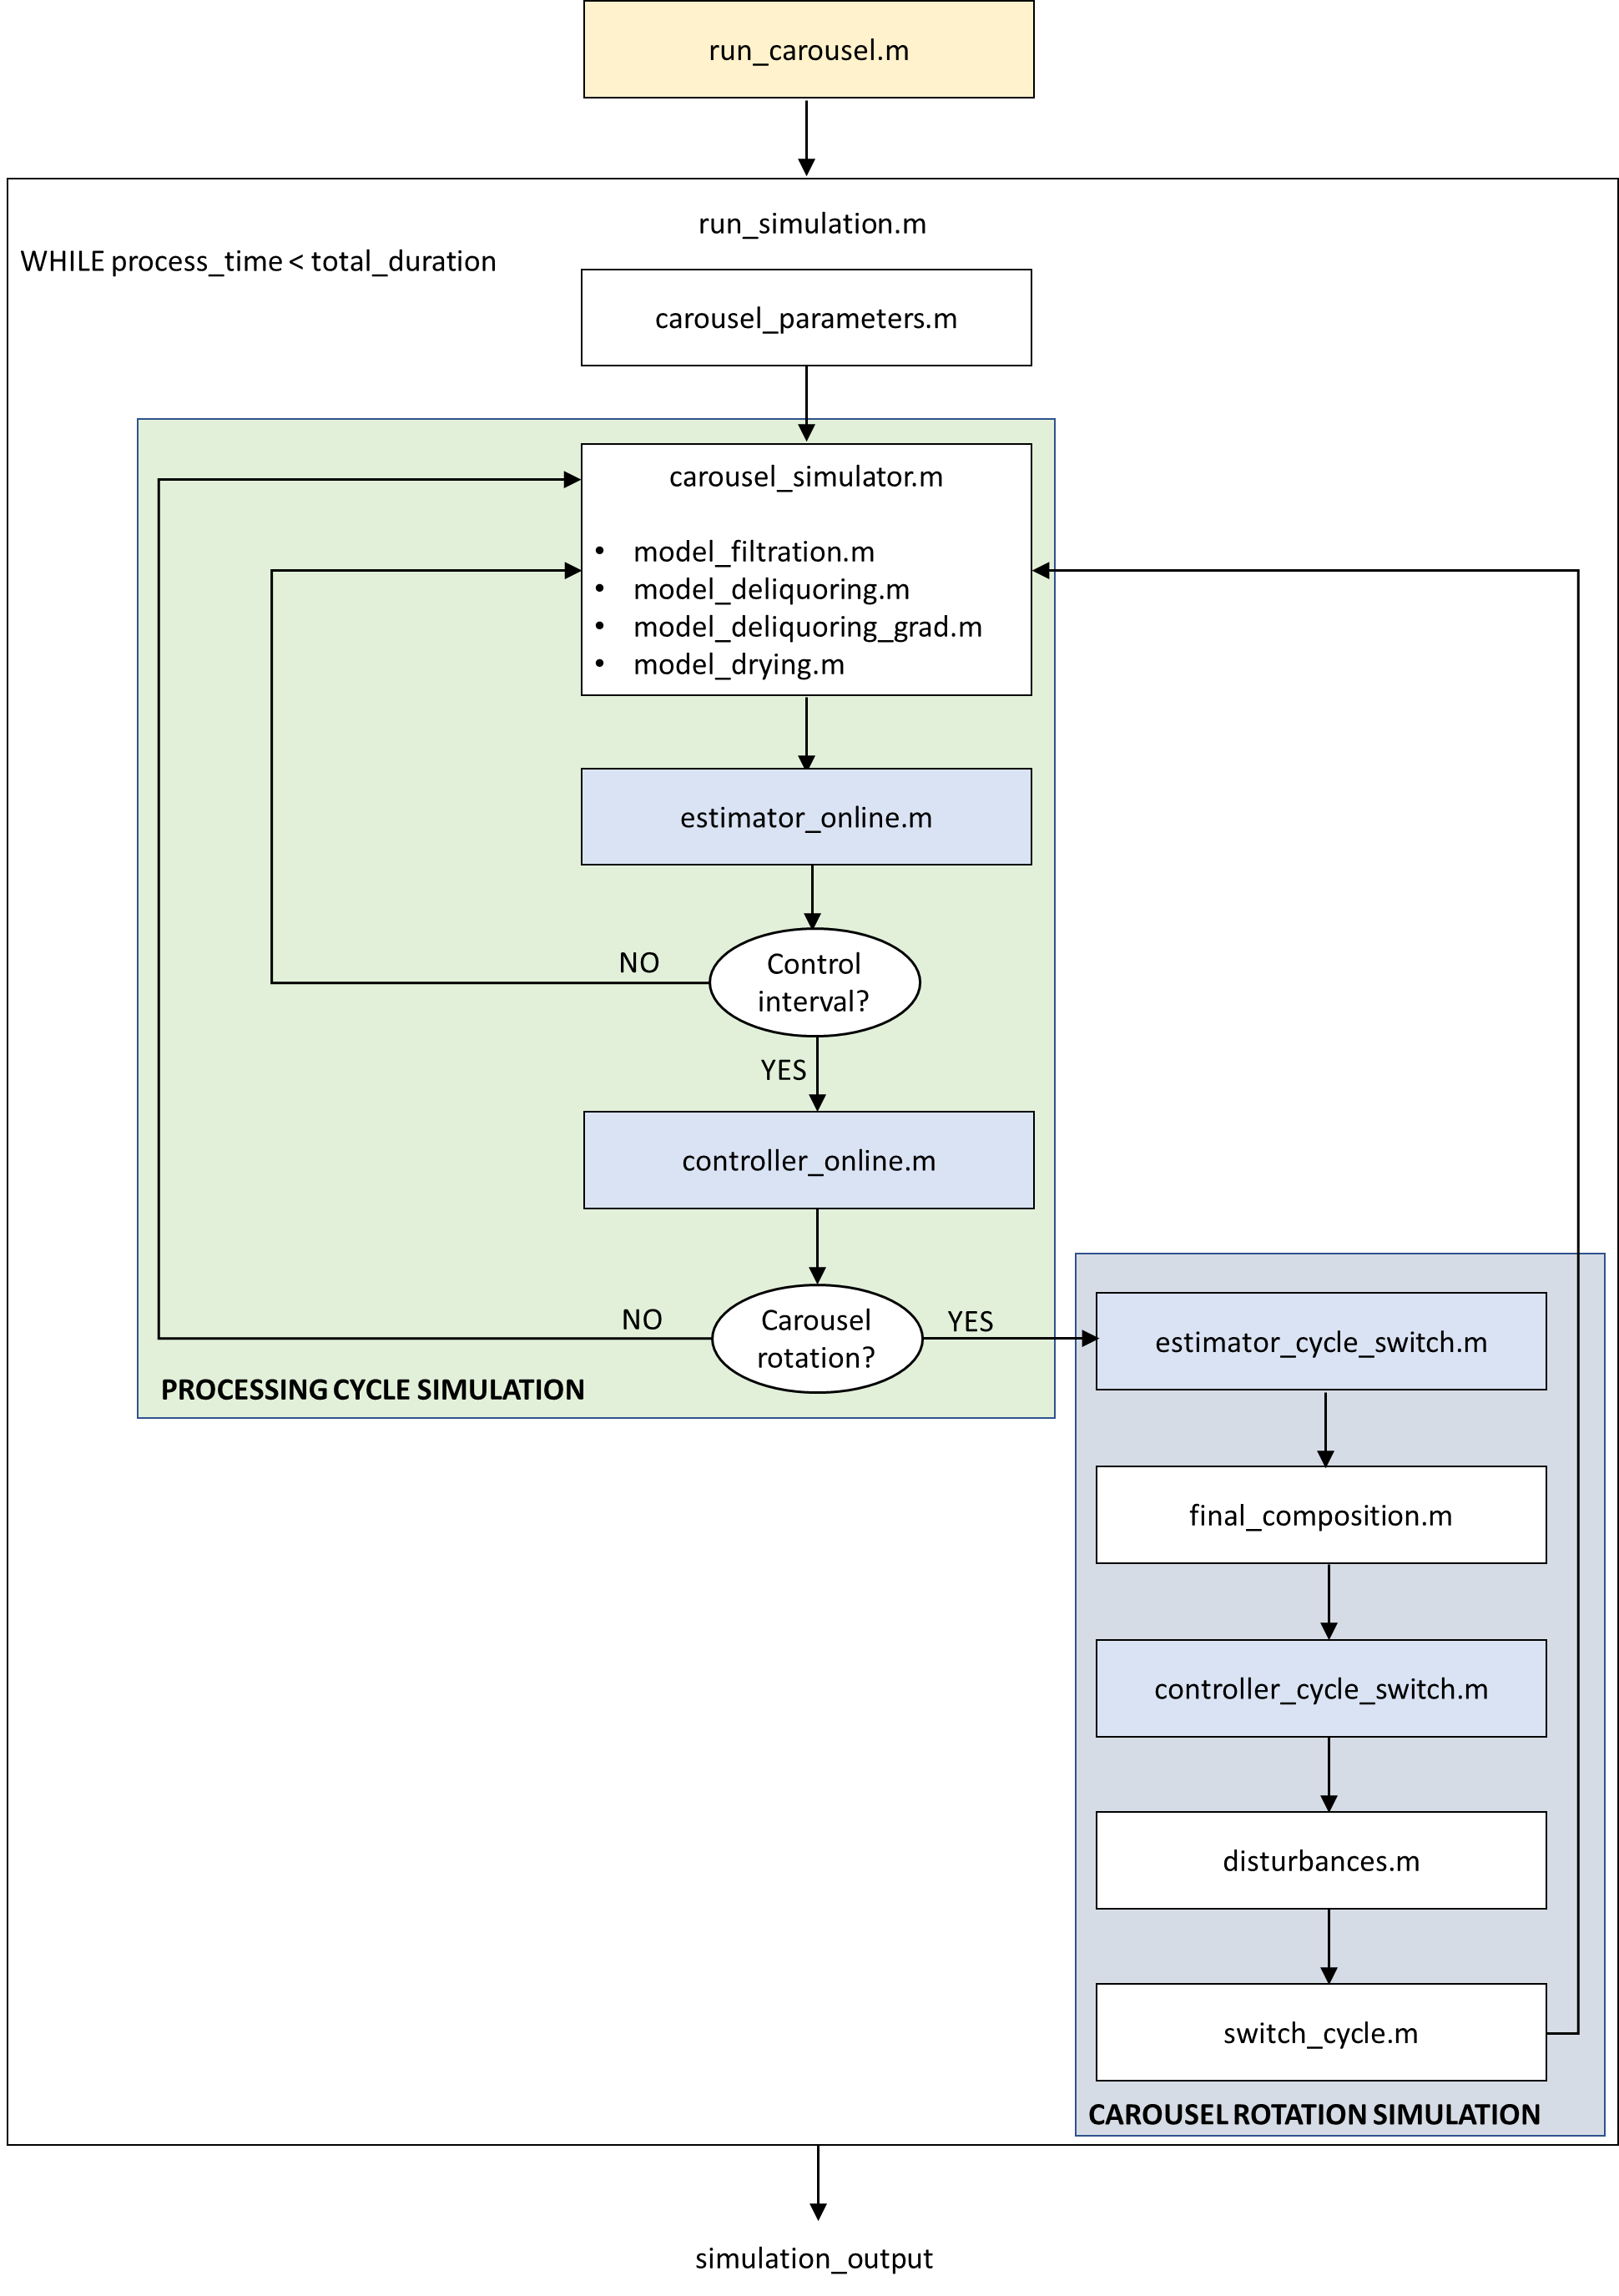 run_carousel.m
run_simulation.m
WHILE process_time < total_duration
carousel_parameters.m
carousel_simulator.m
• model_filtration.m
• model_deliquoring.m
• model_deliquoring_grad.m
• model_drying.m
estimator_online.m
Control
interval?
NO
YES
controller_online.m
Carousel
rotation?
NO
YES
PROCESSING CYCLE SIMULATION
estimator_cycle_switch.m
final_composition.m
controller_cycle_switch.m
disturbances.m
switch_cycle.m
CAROUSEL ROTATION SIMULATION
simulation_output